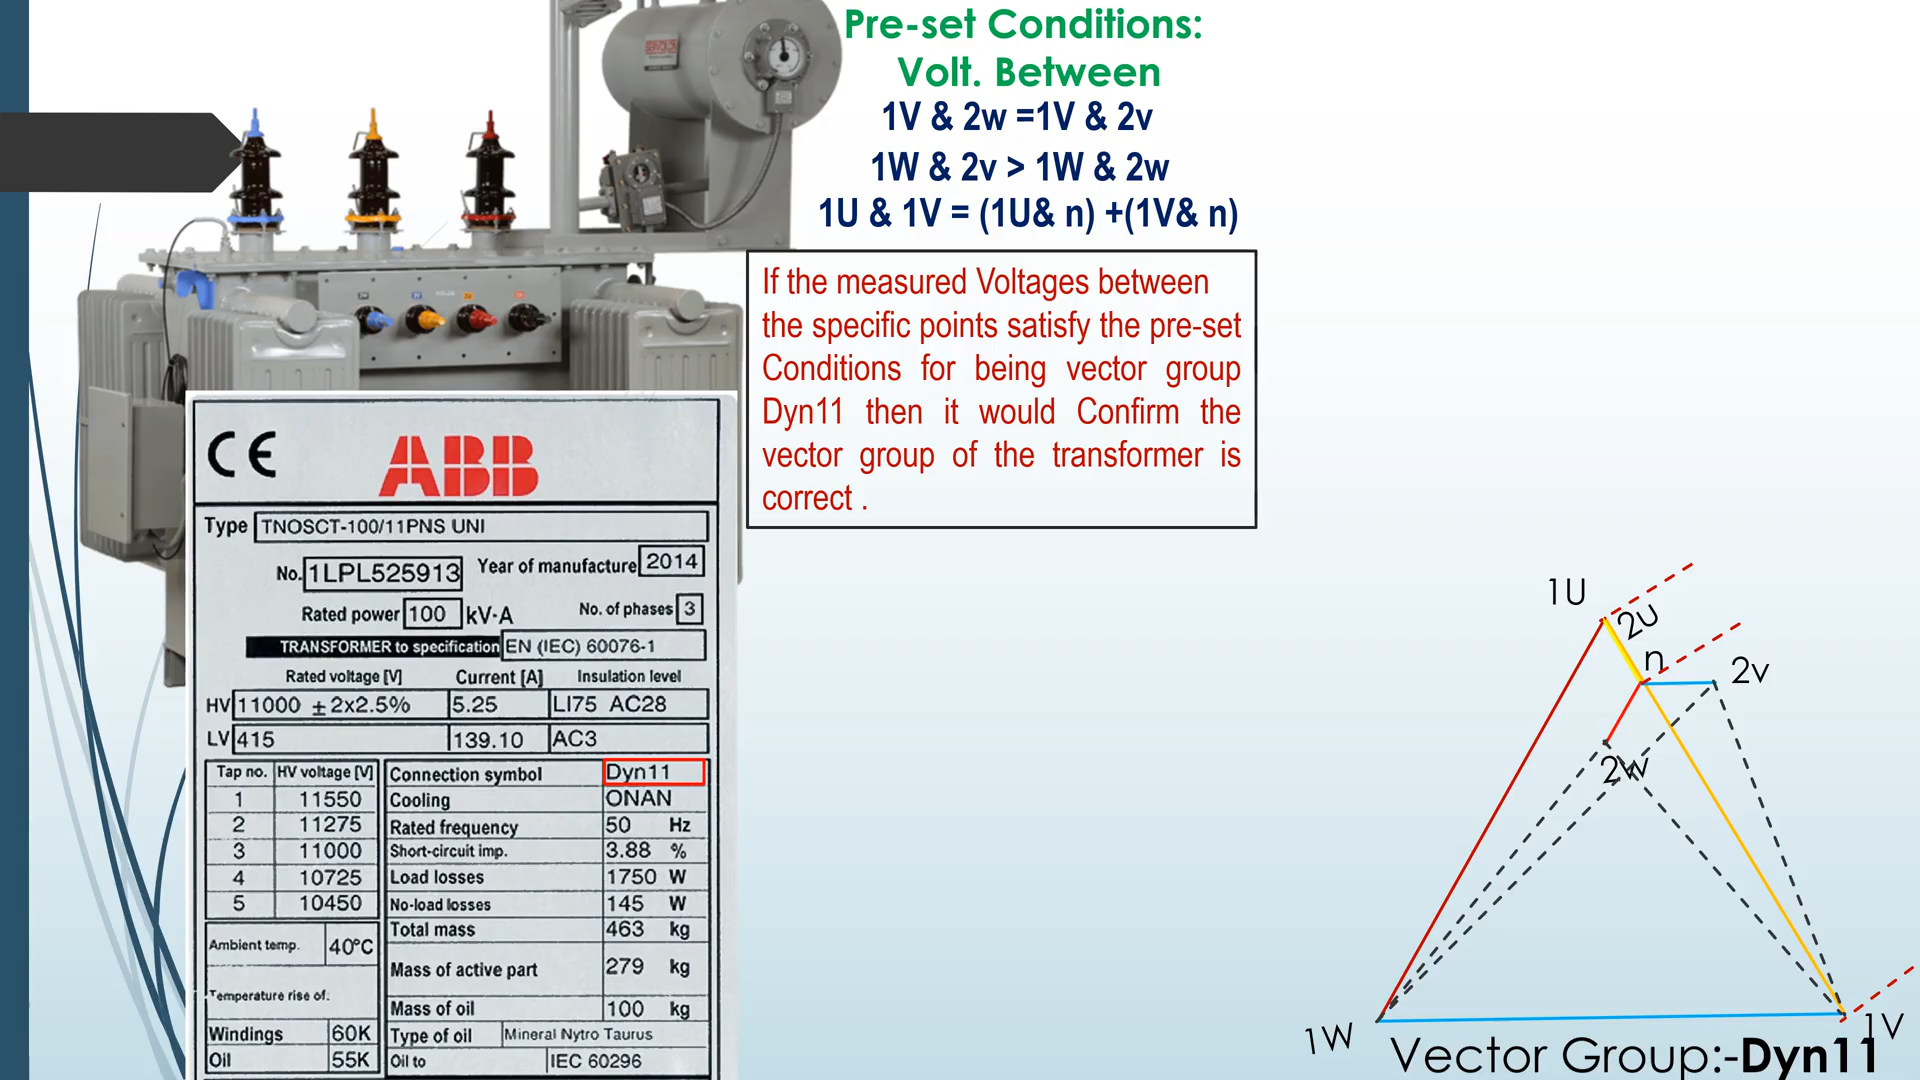 Pre-set Conditions:
Volt. Between
1V & 2w =1V & 2v
1W & 2v > 1W & 2w
1U & 1V = (1U& n) +(1V& n)
If the measured Voltages between
the specific points satisfy the pre-set
Conditions for being vector group
Dyn11 then it would Confirm the
vector group of the transformer is
correct .
CE ABB
Type TNOSCT-100/11PNS UNI
No. 1LPL525913 Year of manufacture 2014
Rated power 100 kV·A No. of phases 3
TRANSFORMER to specification EN (IEC) 60076-1
Rated voltage [V] Current [A] Insulation level
HV 11000 ±2x2.5% 5.25 LI75 AC28
LV 415 139.10 AC3
Tap no. HV voltage [V] Connection symbol Dyn11
1 11550 Cooling ONAN
2 11275 Rated frequency 50 Hz
3 11000 Short-circuit imp. 3.88 %
4 10725 Load losses 1750 W
5 10450 No-load losses 145 W
Total mass 463 kg
Ambient temp. 40°C
Mass of active part 279 kg
Temperature rise of:
Mass of oil 100 kg
Windings 60K Type of oil Mineral Nytro Taurus
Oil 55K Oil to IEC 60296
1U
2U
n
2v
2w
1W
1V
Vector Group:-Dyn11